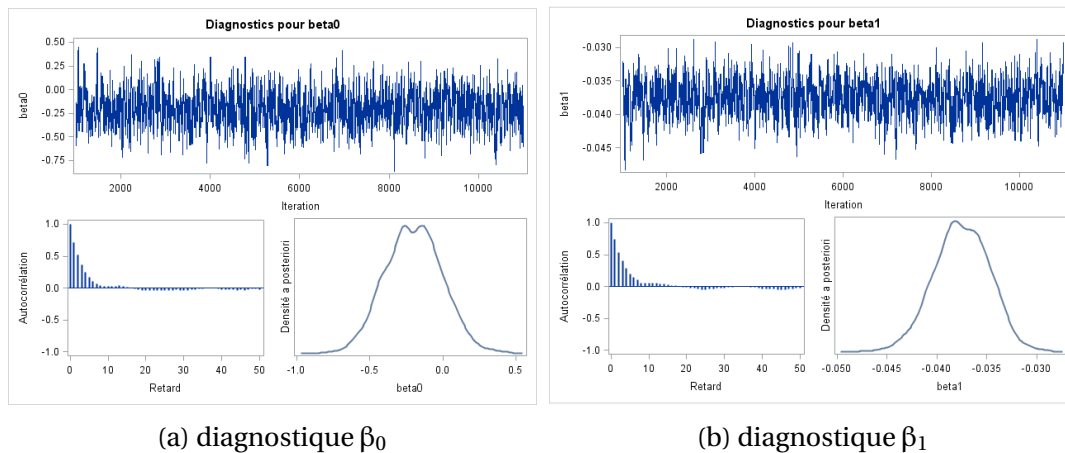 Diagnostics pour beta0
0.50
0.25
0.00
-0.25
-0.50
-0.75
beta0
2000 4000 6000 8000 10000
Iteration
1.0
0.5
0.0
-0.5
-1.0
Autocorrélation
0 10 20 30 40 50
Retard
Densité a posteriori
-1.0 -0.5 0.0 0.5
beta0
(a) diagnostique β0
Diagnostics pour beta1
-0.030
-0.035
-0.040
-0.045
beta1
2000 4000 6000 8000 10000
Iteration
1.0
0.5
0.0
-0.5
-1.0
Autocorrélation
0 10 20 30 40 50
Retard
Densité a posteriori
-0.050 -0.045 -0.040 -0.035 -0.030
beta1
(b) diagnostique β1